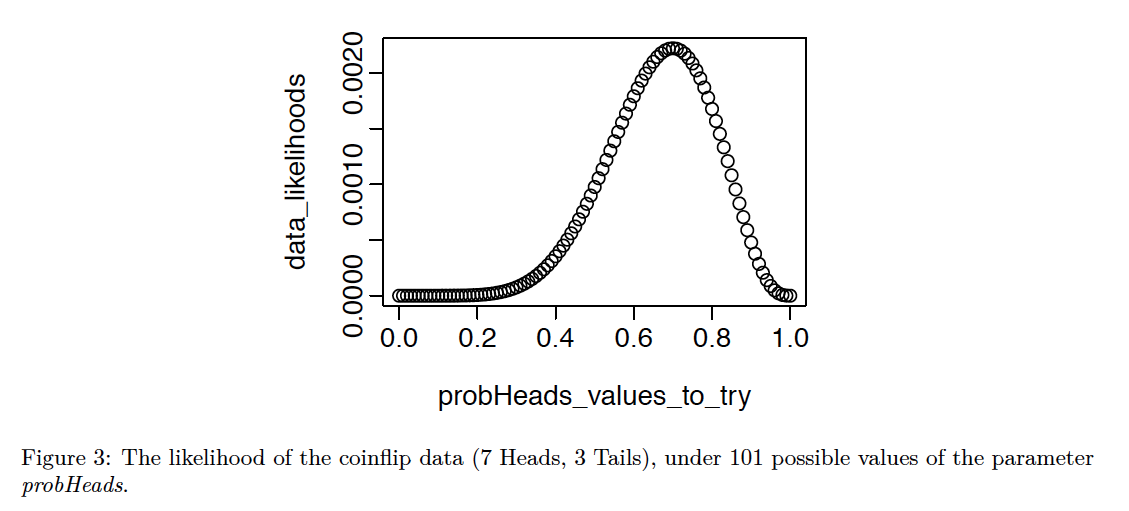 data_likelihoods
0.0020
0.0010
0.0000
0.0 0.2 0.4 0.6 0.8 1.0
probHeads_values_to_try
Figure 3: The likelihood of the coinflip data (7 Heads, 3 Tails), under 101 possible values of the parameter
probHeads.